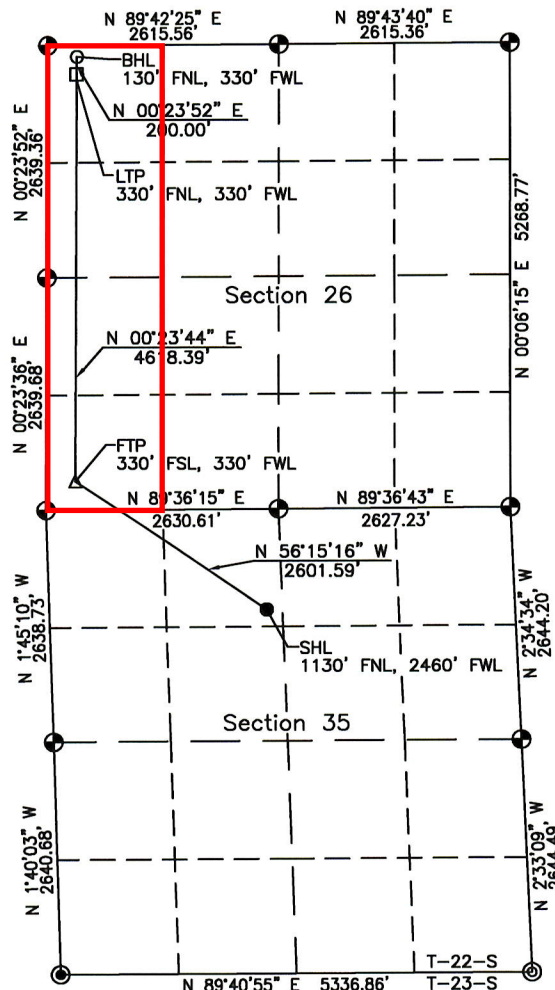 N 89°42'25" E
2615.56'
N 89°43'40" E
2615.36'
BHL
130' FNL, 330' FWL
N 00°23'52" E
200.00'
LTP
330' FNL, 330' FWL
N 00°23'52" E
2639.36'
N 00°06'15" E 5268.77'
Section 26
N 00°23'44" E
4618.39'
N 00°23'36" E
2639.68'
FTP
330' FSL, 330' FWL
N 89°36'15" E
2630.61'
N 89°36'43" E
2627.23'
N 56°15'16" W
2601.59'
N 1°45'10" W
2638.73'
N 2°34'34" W
2644.20'
SHL
1130' FNL, 2460' FWL
Section 35
N 1°40'03" W
2640.68'
N 2°33'09" W
2644.49'
N 89°40'55" E 5336.86'
T-22-S
T-23-S